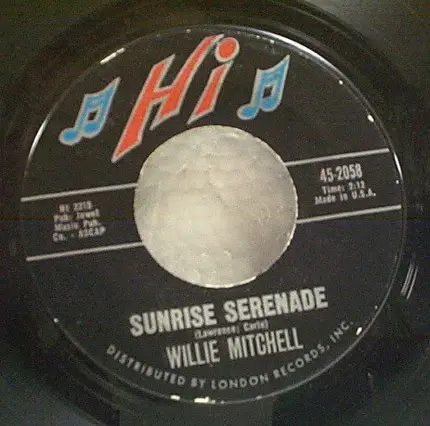 Hi
45-2058
Time: 2:12
Made in U.S.A.
HI 2215
Pub: Jewel
Music Pub.
Co. - ASCAP
SUNRISE SERENADE
(Lawrence: Carle)
WILLIE MITCHELL
DISTRIBUTED BY LONDON RECORDS, INC.